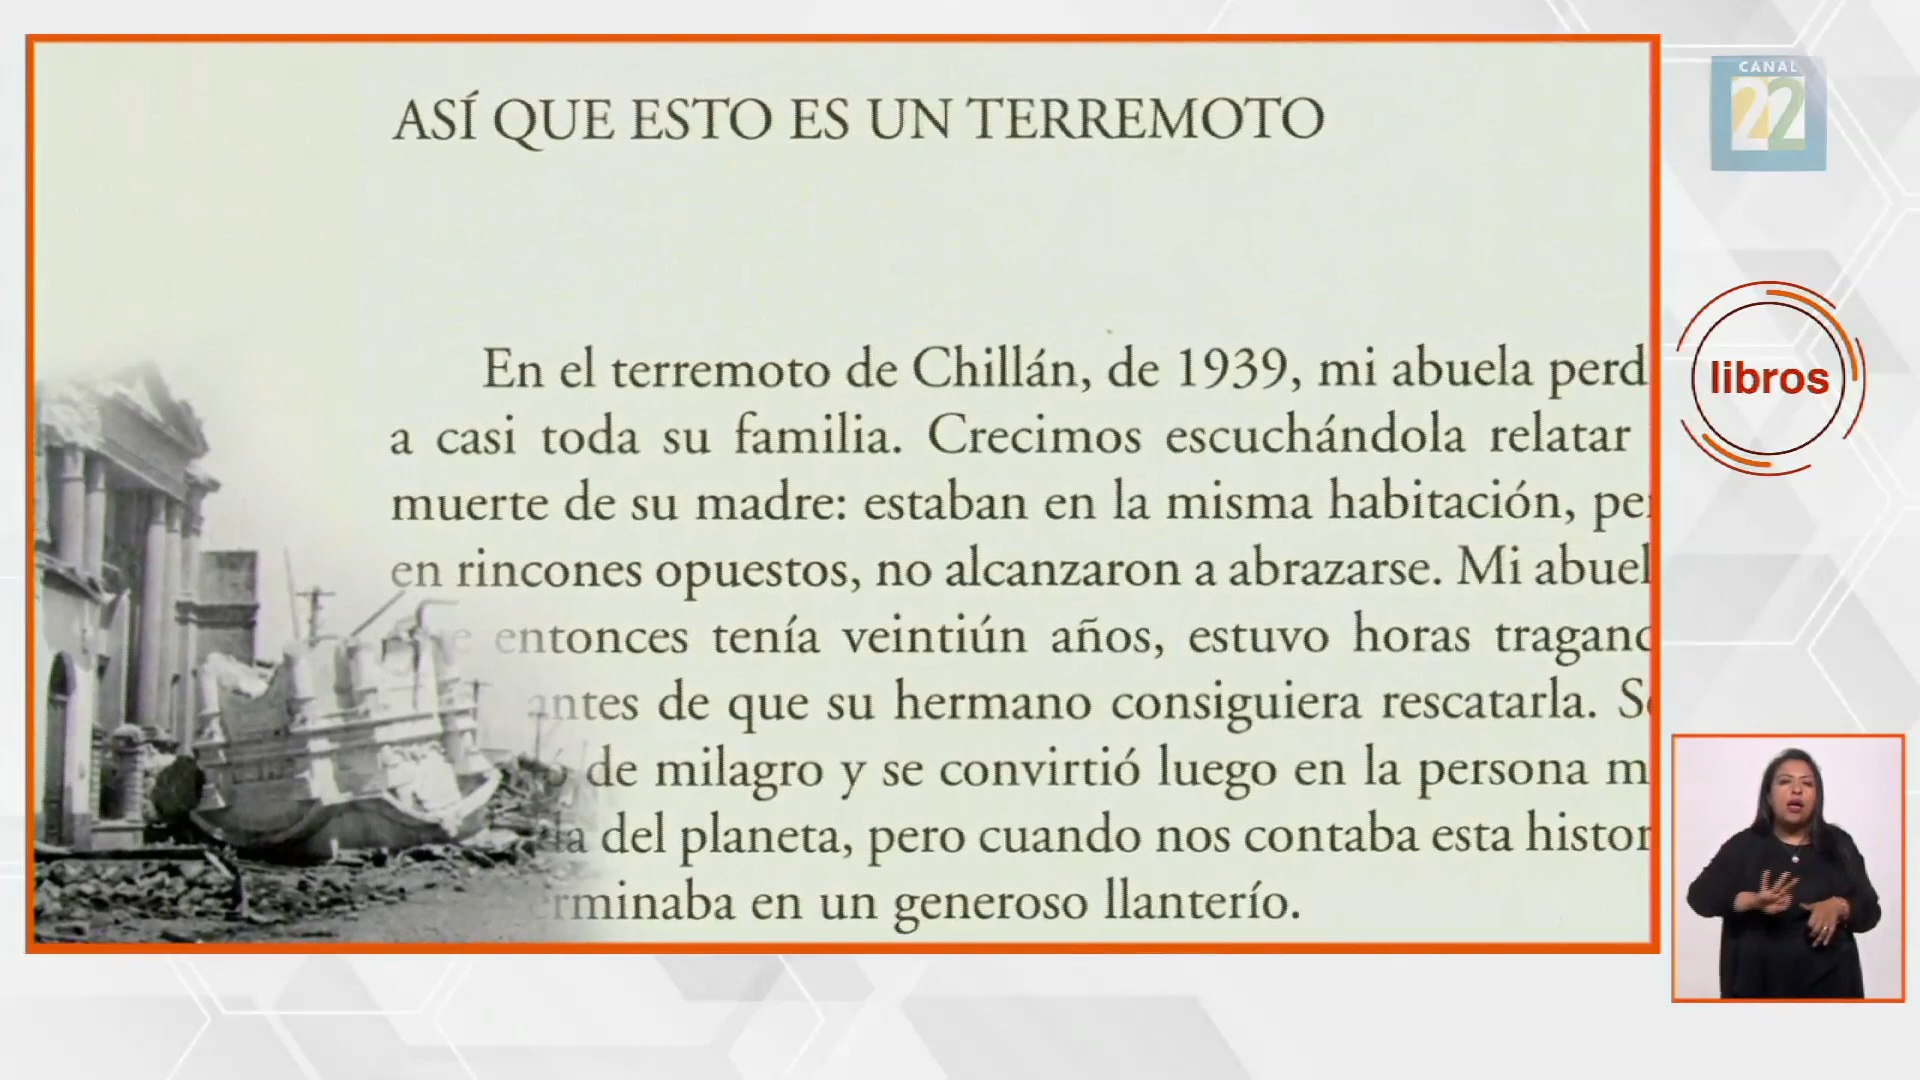 ASÍ QUE ESTO ES UN TERREMOTO
En el terremoto de Chillán, de 1939, mi abuela perd
a casi toda su familia. Crecimos escuchándola relatar
muerte de su madre: estaban en la misma habitación, per
en rincones opuestos, no alcanzaron a abrazarse. Mi abuel
entonces tenía veintiún años, estuvo horas tragand
antes de que su hermano consiguiera rescatarla. S
de milagro y se convirtió luego en la persona m
del planeta, pero cuando nos contaba esta histor
rminaba en un generoso llanterío.
CANAL
22
libros